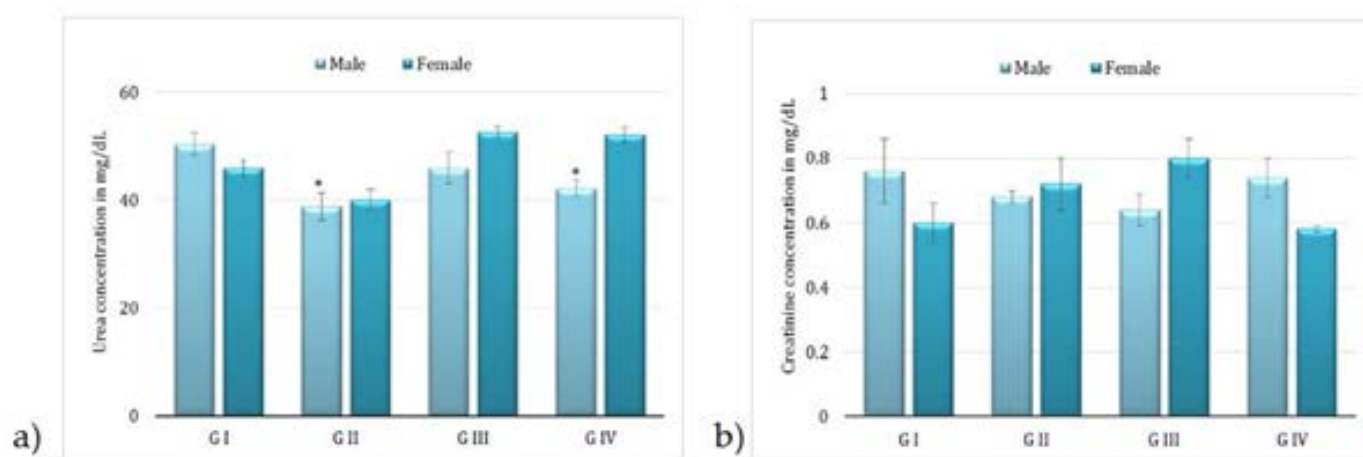 a)
Male Female
Urea concentration in mg/dL
60
40
20
0
*
*
G I G II G III G IV
b)
Male Female
Creatinine concentration in mg/dL
1
0.8
0.6
0.4
0.2
0
G I G II G III G IV